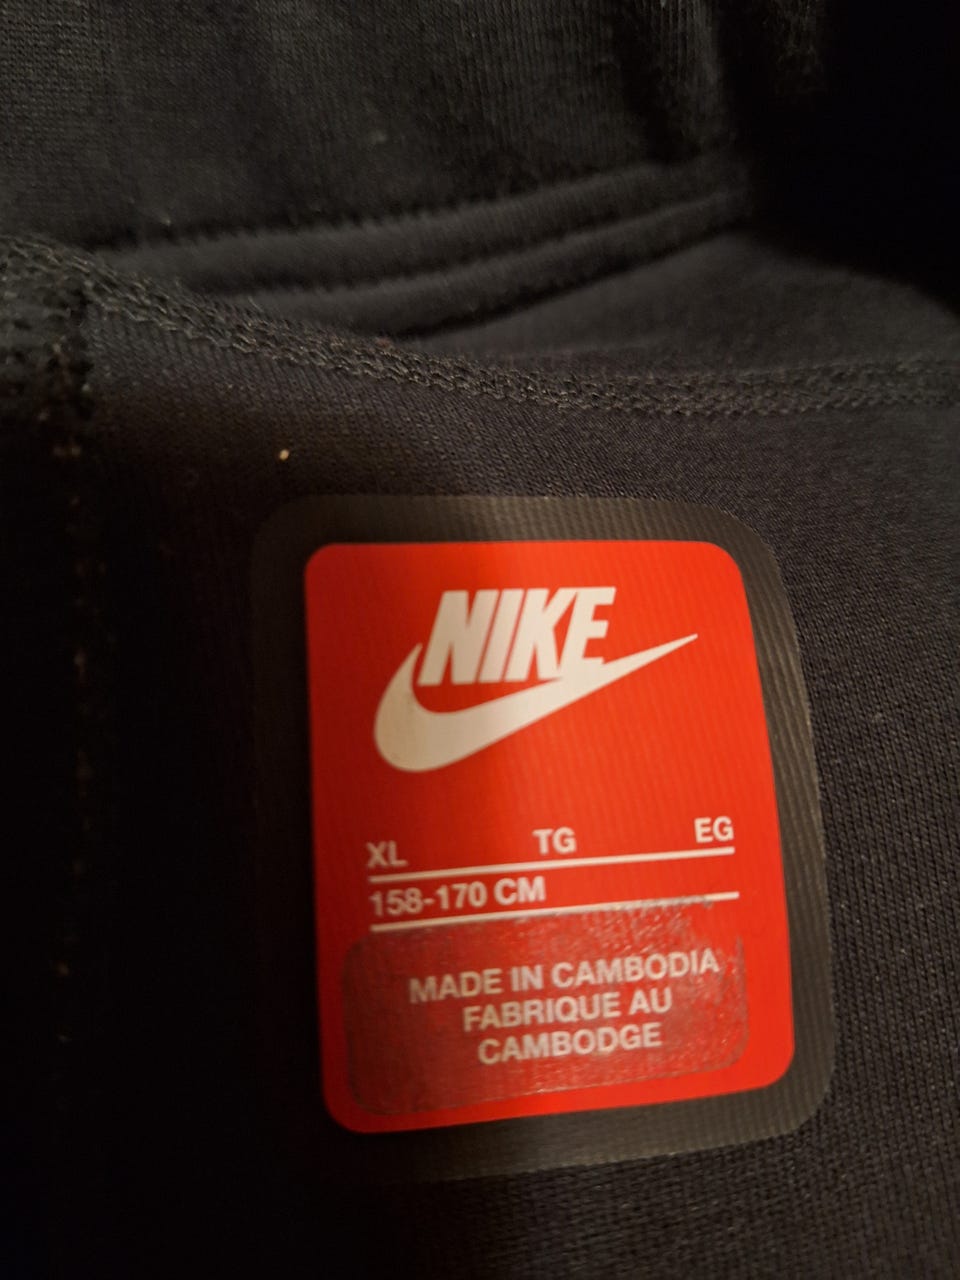 NIKE
XL TG EG
158-170 CM
MADE IN CAMBODIA
FABRIQUE AU
CAMBODGE